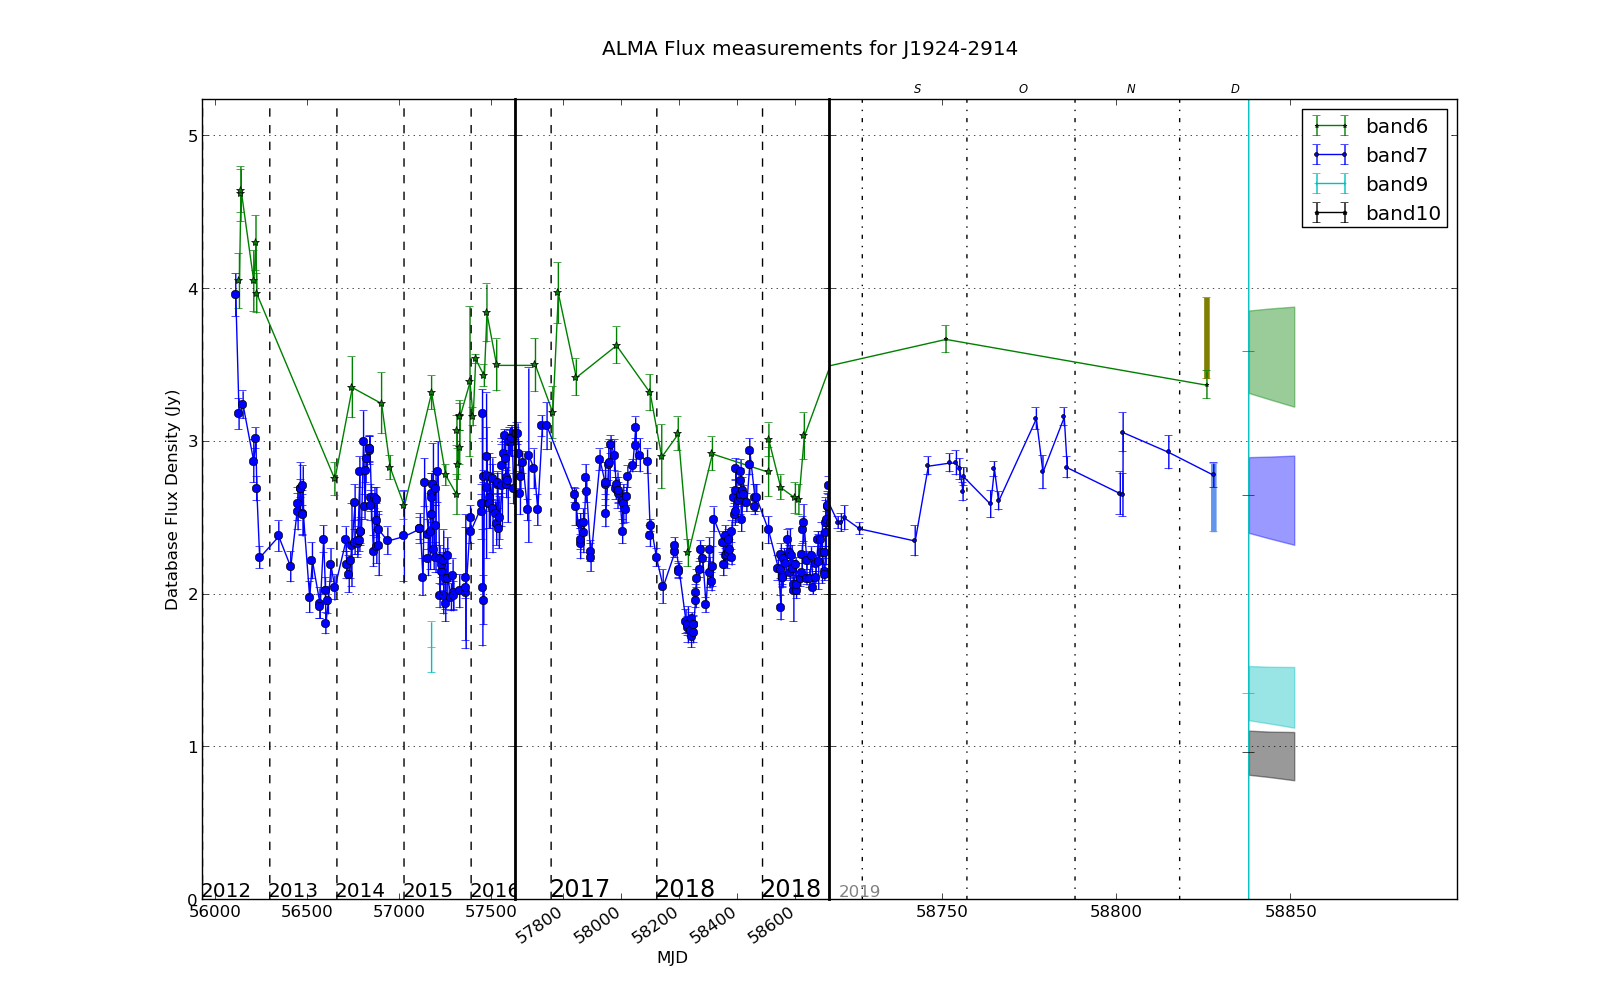 ALMA Flux measurements for J1924-2914
S O N D
band6
band7
band9
band10
5
4
3
2
1
0
Database Flux Density (Jy)
2012 2013 2014 2015 2016 2017 2018 2018 2019
56000 56500 57000 57500 57800 58000 58200 58400 58600 58750 58800 58850
MJD